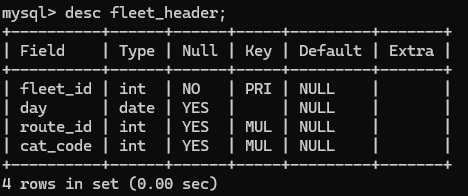 mysql> desc fleet_header;
+----------+------+------+-----+---------+-------+
| Field    | Type | Null | Key | Default | Extra |
+----------+------+------+-----+---------+-------+
| fleet_id | int  | NO   | PRI | NULL    |       |
| day      | date | YES  |     | NULL    |       |
| route_id | int  | YES  | MUL | NULL    |       |
| cat_code | int  | YES  | MUL | NULL    |       |
+----------+------+------+-----+---------+-------+
4 rows in set (0.00 sec)